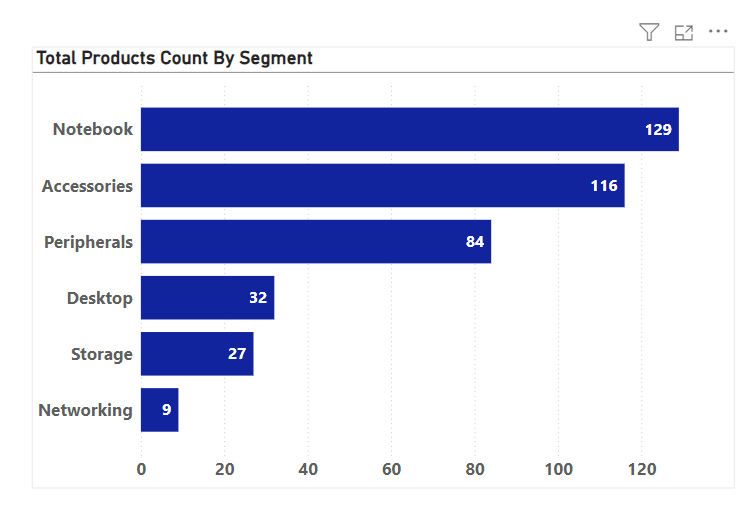 Total Products Count By Segment
Notebook 129
Accessories 116
Peripherals 84
Desktop 32
Storage 27
Networking 9
0 20 40 60 80 100 120